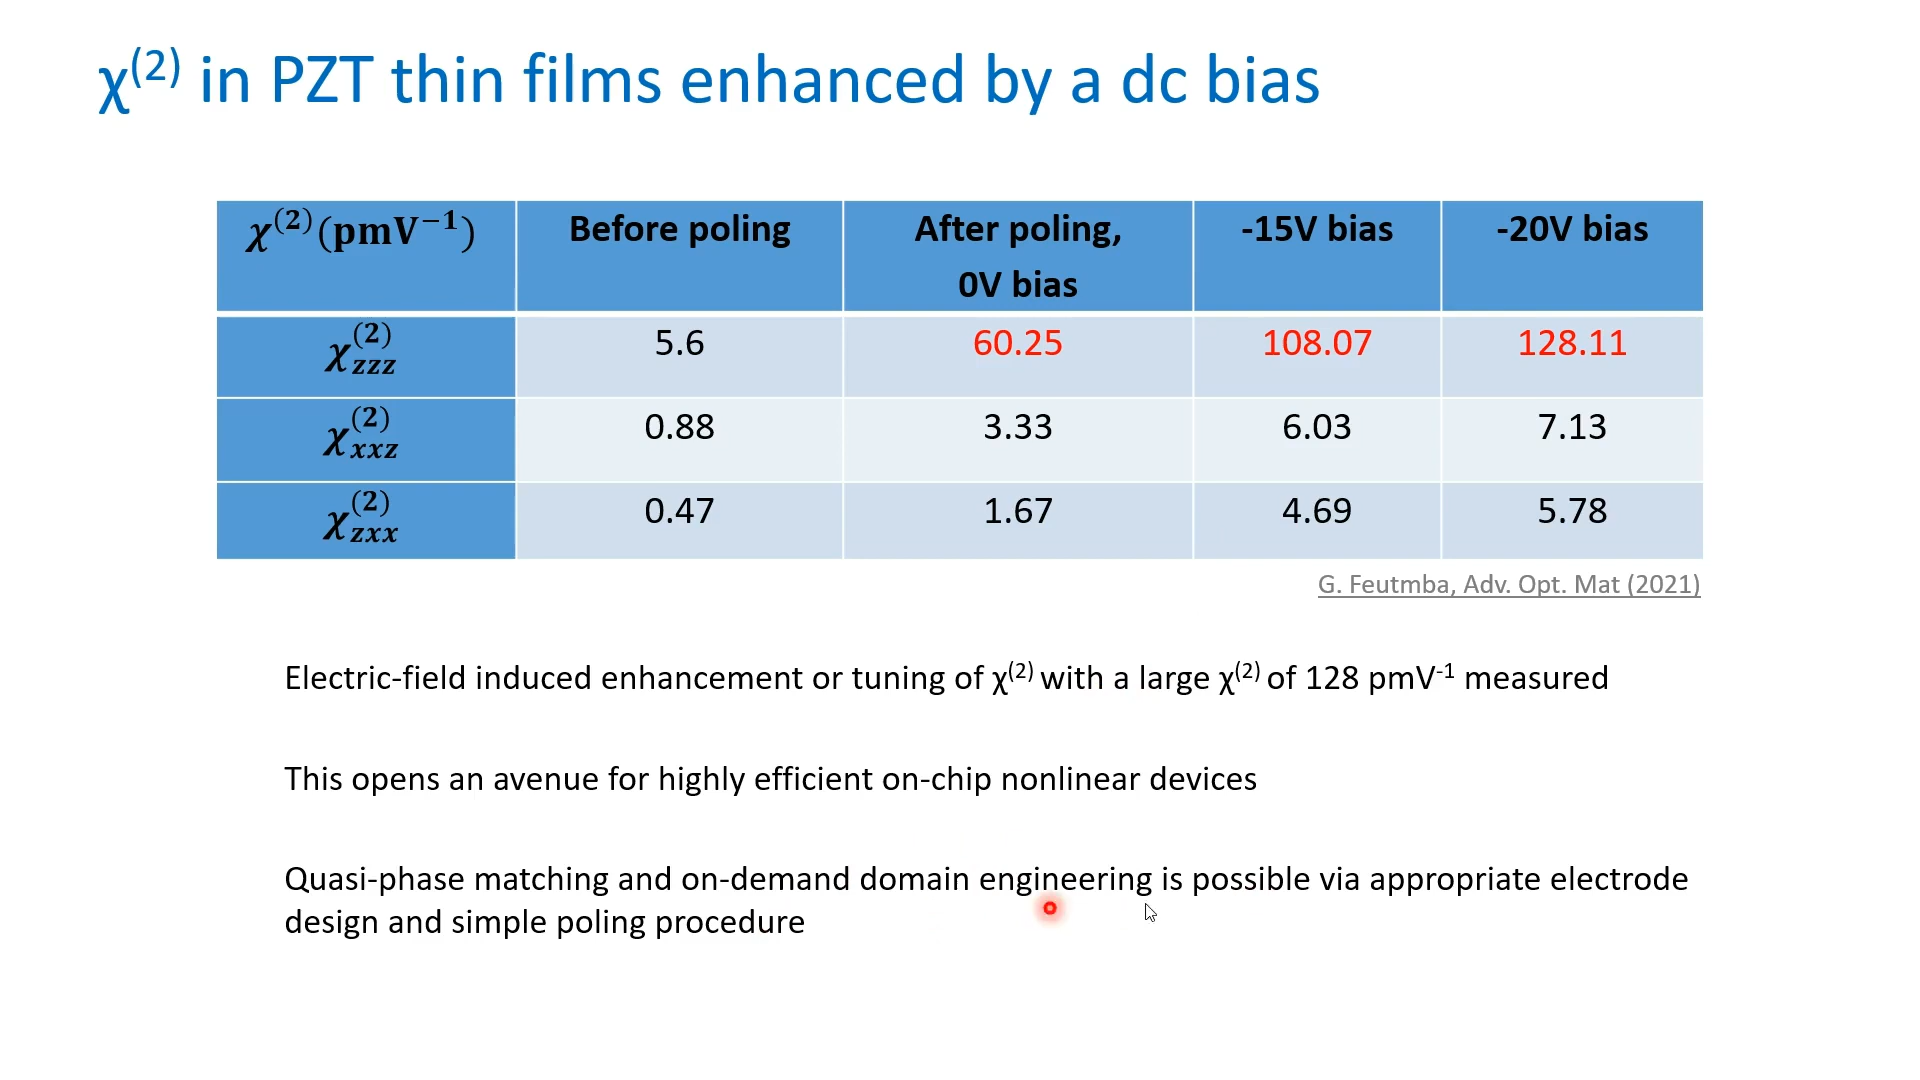 χ(2) in PZT thin films enhanced by a dc bias
χ(2)(pmV−1) Before poling After poling, 0V bias -15V bias -20V bias
χ(2)zzz 5.6 60.25 108.07 128.11
χ(2)xxz 0.88 3.33 6.03 7.13
χ(2)zxx 0.47 1.67 4.69 5.78
G. Feutmba, Adv. Opt. Mat (2021)
Electric-field induced enhancement or tuning of χ(2) with a large χ(2) of 128 pmV-1 measured
This opens an avenue for highly efficient on-chip nonlinear devices
Quasi-phase matching and on-demand domain engineering is possible via appropriate electrode
design and simple poling procedure